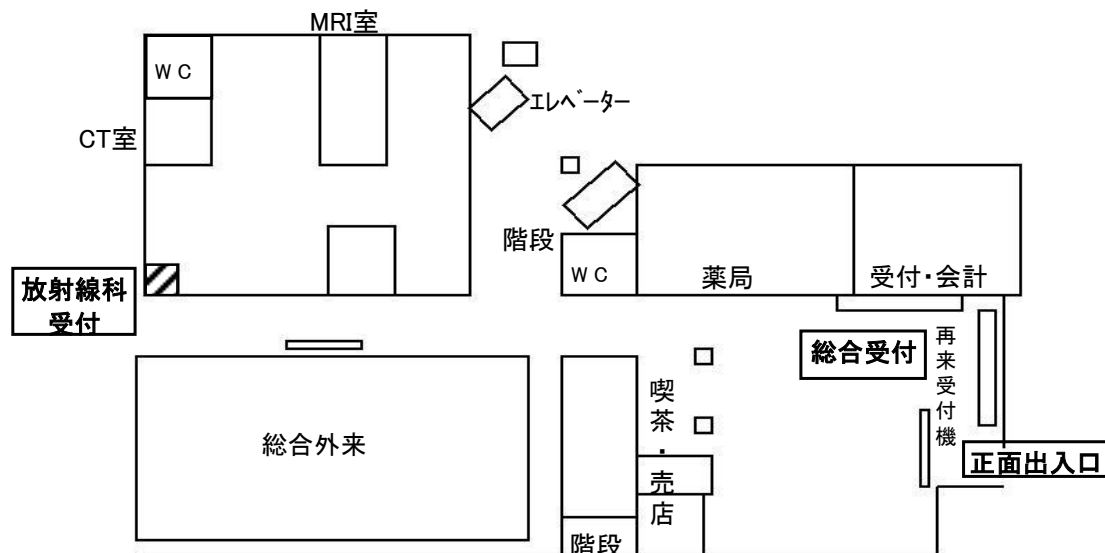 MRI室
WC
エレベーター
CT室
階段
放射線科
受付
WC
薬局
受付・会計
総合受付
再来受付機
喫茶・売店
総合外来
正面出入口
階段